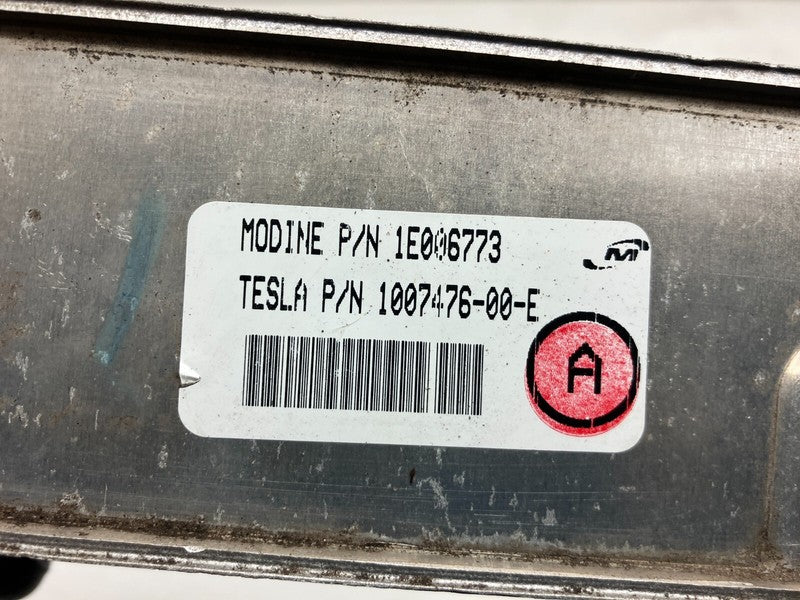 MODINE P/N 1E006773
M
TESLA P/N 1007476-00-E
A